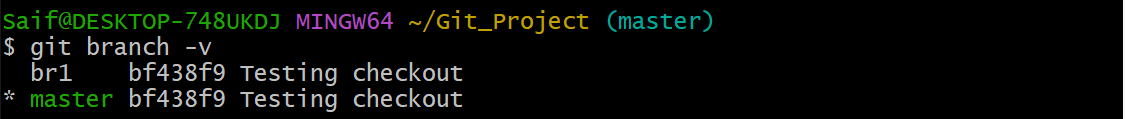 Saif@DESKTOP-748UKDJ MINGW64 ~/Git_Project (master)
$ git branch -v
  br1    bf438f9 Testing checkout
* master bf438f9 Testing checkout